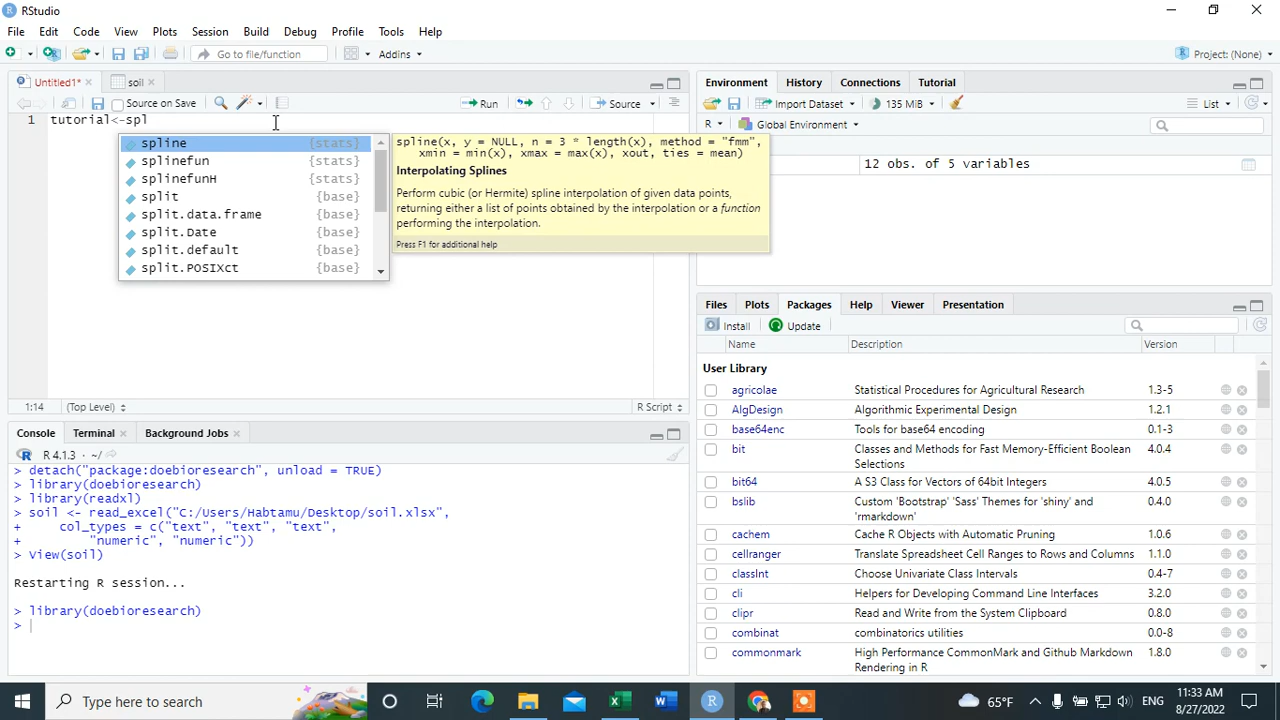 RStudio
File Edit Code View Plots Session Build Debug Profile Tools Help
Go to file/function Addins Project: (None)
Untitled1* soil
Source on Save Run Source
1 tutorial<-spl
spline {stats}
splinefun {stats}
splinefunH {stats}
split {base}
split.data.frame {base}
split.Date {base}
split.default {base}
split.POSIXct {base}
spline(x, y = NULL, n = 3 * length(x), method = "fmm",
xmin = min(x), xmax = max(x), xout, ties = mean)
Interpolating Splines
Perform cubic (or Hermite) spline interpolation of given data points,
returning either a list of points obtained by the interpolation or a function
performing the interpolation.
Press F1 for additional help
1:14 (Top Level) R Script
Console Terminal Background Jobs
R 4.1.3 · ~/
> detach("package:doebioresearch", unload = TRUE)
> library(doebioresearch)
> library(readxl)
> soil <- read_excel("C:/Users/Habtamu/Desktop/soil.xlsx",
+ col_types = c("text", "text", "text",
+ "numeric", "numeric"))
> View(soil)
Restarting R session...
> library(doebioresearch)
>
Environment History Connections Tutorial
Import Dataset 135 MiB List
R Global Environment
12 obs. of 5 variables
Files Plots Packages Help Viewer Presentation
Install Update
Name Description Version
User Library
agricolae Statistical Procedures for Agricultural Research 1.3-5
AlgDesign Algorithmic Experimental Design 1.2.1
base64enc Tools for base64 encoding 0.1-3
bit Classes and Methods for Fast Memory-Efficient Boolean 4.0.4
Selections
bit64 A S3 Class for Vectors of 64bit Integers 4.0.5
bslib Custom 'Bootstrap' 'Sass' Themes for 'shiny' and 0.4.0
'rmarkdown'
cachem Cache R Objects with Automatic Pruning 1.0.6
cellranger Translate Spreadsheet Cell Ranges to Rows and Columns 1.1.0
classInt Choose Univariate Class Intervals 0.4-7
cli Helpers for Developing Command Line Interfaces 3.2.0
clipr Read and Write from the System Clipboard 0.8.0
combinat combinatorics utilities 0.0-8
commonmark High Performance CommonMark and Github Markdown 1.8.0
Rendering in R
Type here to search
65°F ENG 11:33 AM
8/27/2022